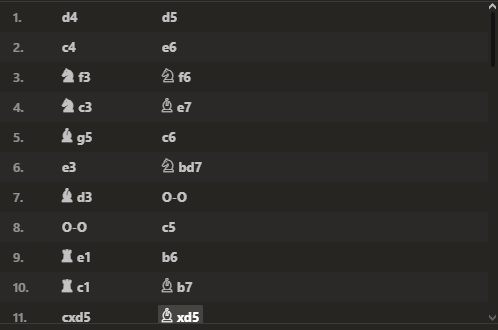 1. d4 d5
2. c4 e6
3. ♞f3 ♘f6
4. ♞c3 ♗e7
5. ♝g5 c6
6. e3 ♘bd7
7. ♝d3 O-O
8. O-O c5
9. ♜e1 b6
10. ♜c1 ♗b7
11. cxd5 ♗xd5